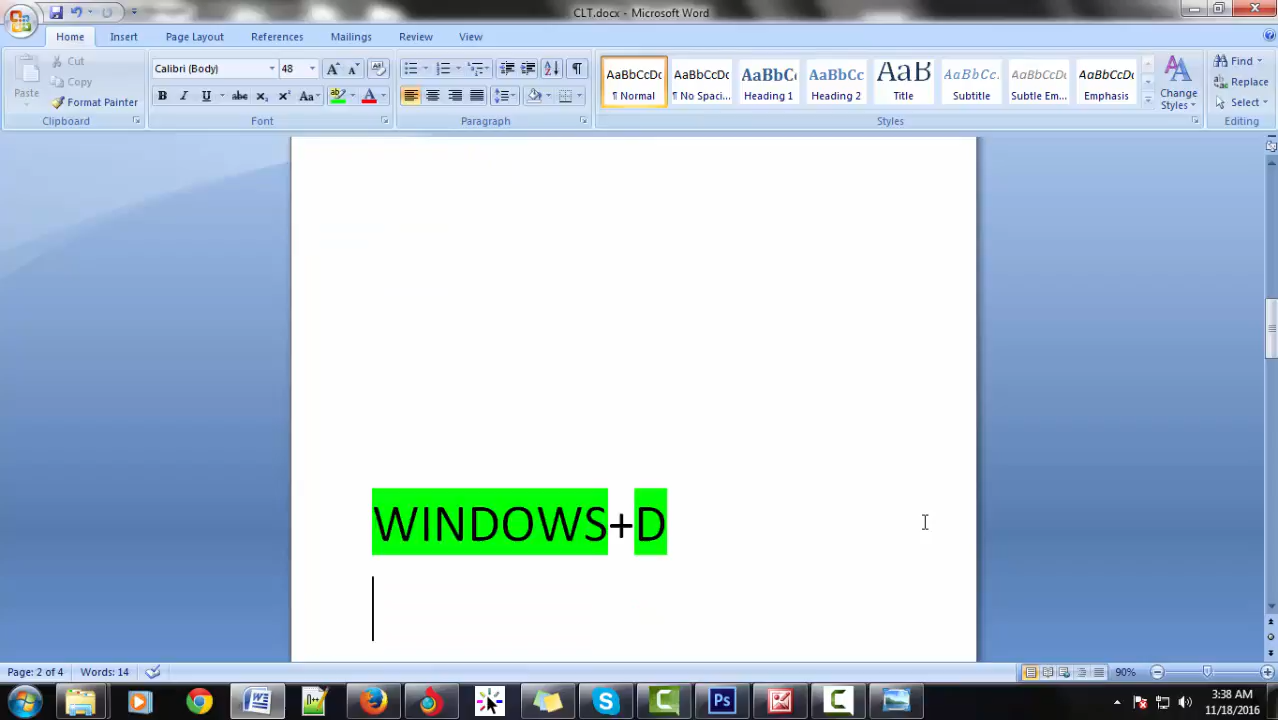 CLT.docx - Microsoft Word
Home Insert Page Layout References Mailings Review View
Paste
Cut
Copy
Format Painter
Clipboard
Calibri (Body) 48
Font
Paragraph
AaBbCcDc AaBbCcDc AaBbCc AaBbCc AaB AaBbCc. AaBbCcDc AaBbCcDc
¶ Normal ¶ No Spaci... Heading 1 Heading 2 Title Subtitle Subtle Em... Emphasis
Change Styles
Styles
Find
Replace
Select
Editing
WINDOWS+D
Page: 2 of 4 Words: 14 90%
3:38 AM
11/18/2016